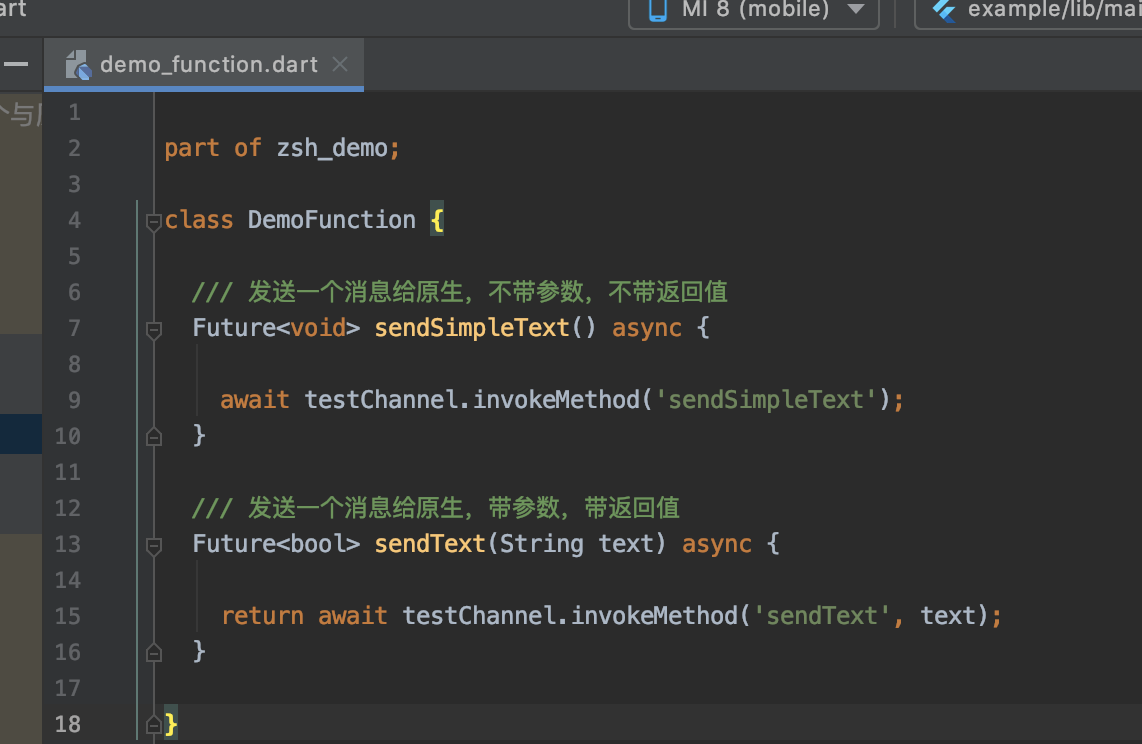 art
MI 8 (mobile)
example/lib/mai
demo_function.dart
个与原
1
2 part of zsh_demo;
3
4 class DemoFunction {
5
6 /// 发送一个消息给原生，不带参数，不带返回值
7 Future<void> sendSimpleText() async {
8
9 await testChannel.invokeMethod('sendSimpleText');
10 }
11
12 /// 发送一个消息给原生，带参数，带返回值
13 Future<bool> sendText(String text) async {
14
15 return await testChannel.invokeMethod('sendText', text);
16 }
17
18 }